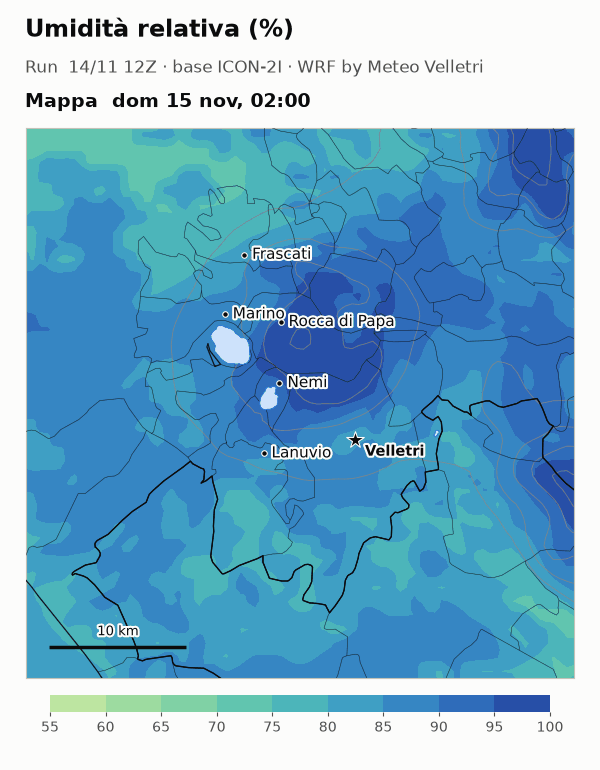 Umidità relativa (%)
Run  14/11 12Z · base ICON-2I · WRF by Meteo Velletri
Mappa  dom 15 nov, 02:00
Frascati
Marino
Rocca di Papa
Nemi
Velletri
Lanuvio
10 km
55 60 65 70 75 80 85 90 95 100